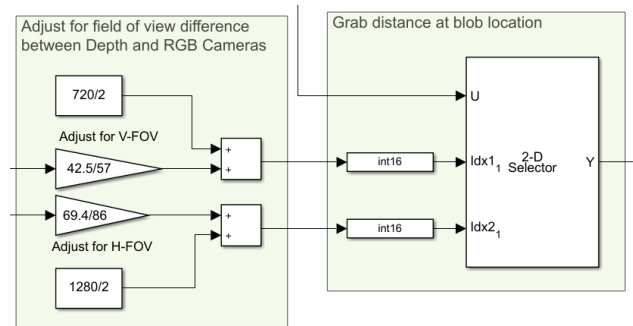 Adjust for field of view difference
between Depth and RGB Cameras
720/2
Adjust for V-FOV
42.5/57
+
+
69.4/86
Adjust for H-FOV
+
+
1280/2
Grab distance at blob location
U
int16
Idx1 1
2-D
Selector
Y
int16
Idx2 1